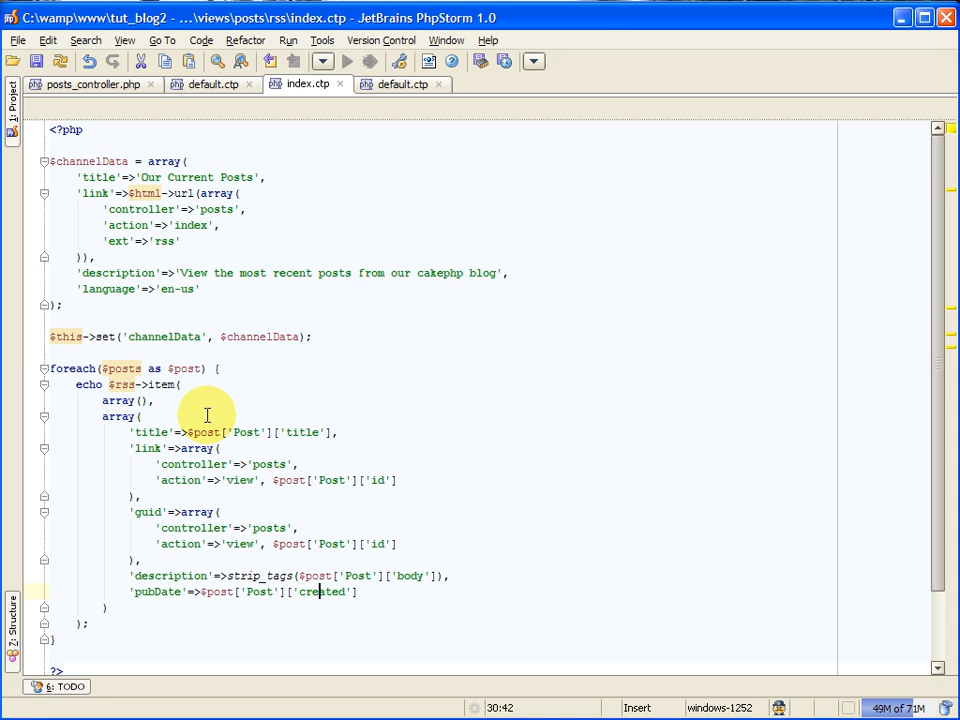 C:\wamp\www\tut_blog2 - ...\views\posts\rss\index.ctp - JetBrains PhpStorm 1.0
File Edit Search View Go To Code Refactor Run Tools Version Control Window Help
posts_controller.php default.ctp index.ctp default.ctp
1: Project
<?php
$channelData = array(
'title'=>'Our Current Posts',
'link'=>$html->url(array(
'controller'=>'posts',
'action'=>'index',
'ext'=>'rss'
)),
'description'=>'View the most recent posts from our cakephp blog',
'language'=>'en-us'
);
$this->set('channelData', $channelData);
foreach($posts as $post) {
echo $rss->item(
array(),
array(
'title'=>$post['Post']['title'],
'link'=>array(
'controller'=>'posts',
'action'=>'view', $post['Post']['id']
),
'guid'=>array(
'controller'=>'posts',
'action'=>'view', $post['Post']['id']
),
'description'=>strip_tags($post['Post']['body']),
'pubDate'=>$post['Post']['created']
)
);
}
?>
7: Structure
6: TODO
30:42 Insert windows-1252 49M of 71M